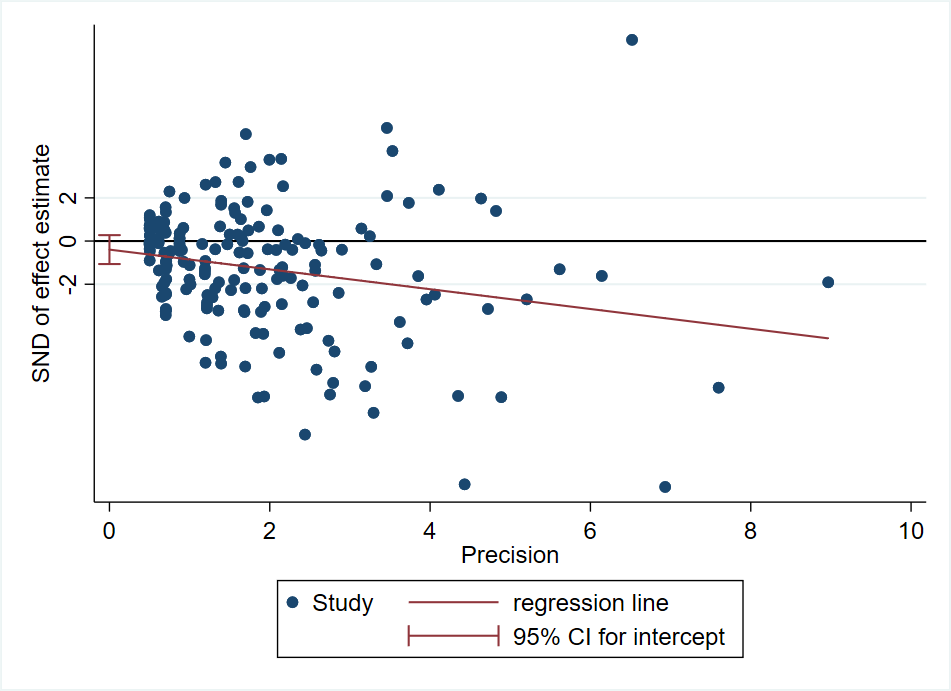 SND of effect estimate
2
0
-2
0
2
4
6
8
10
Precision
Study
regression line
95% CI for intercept